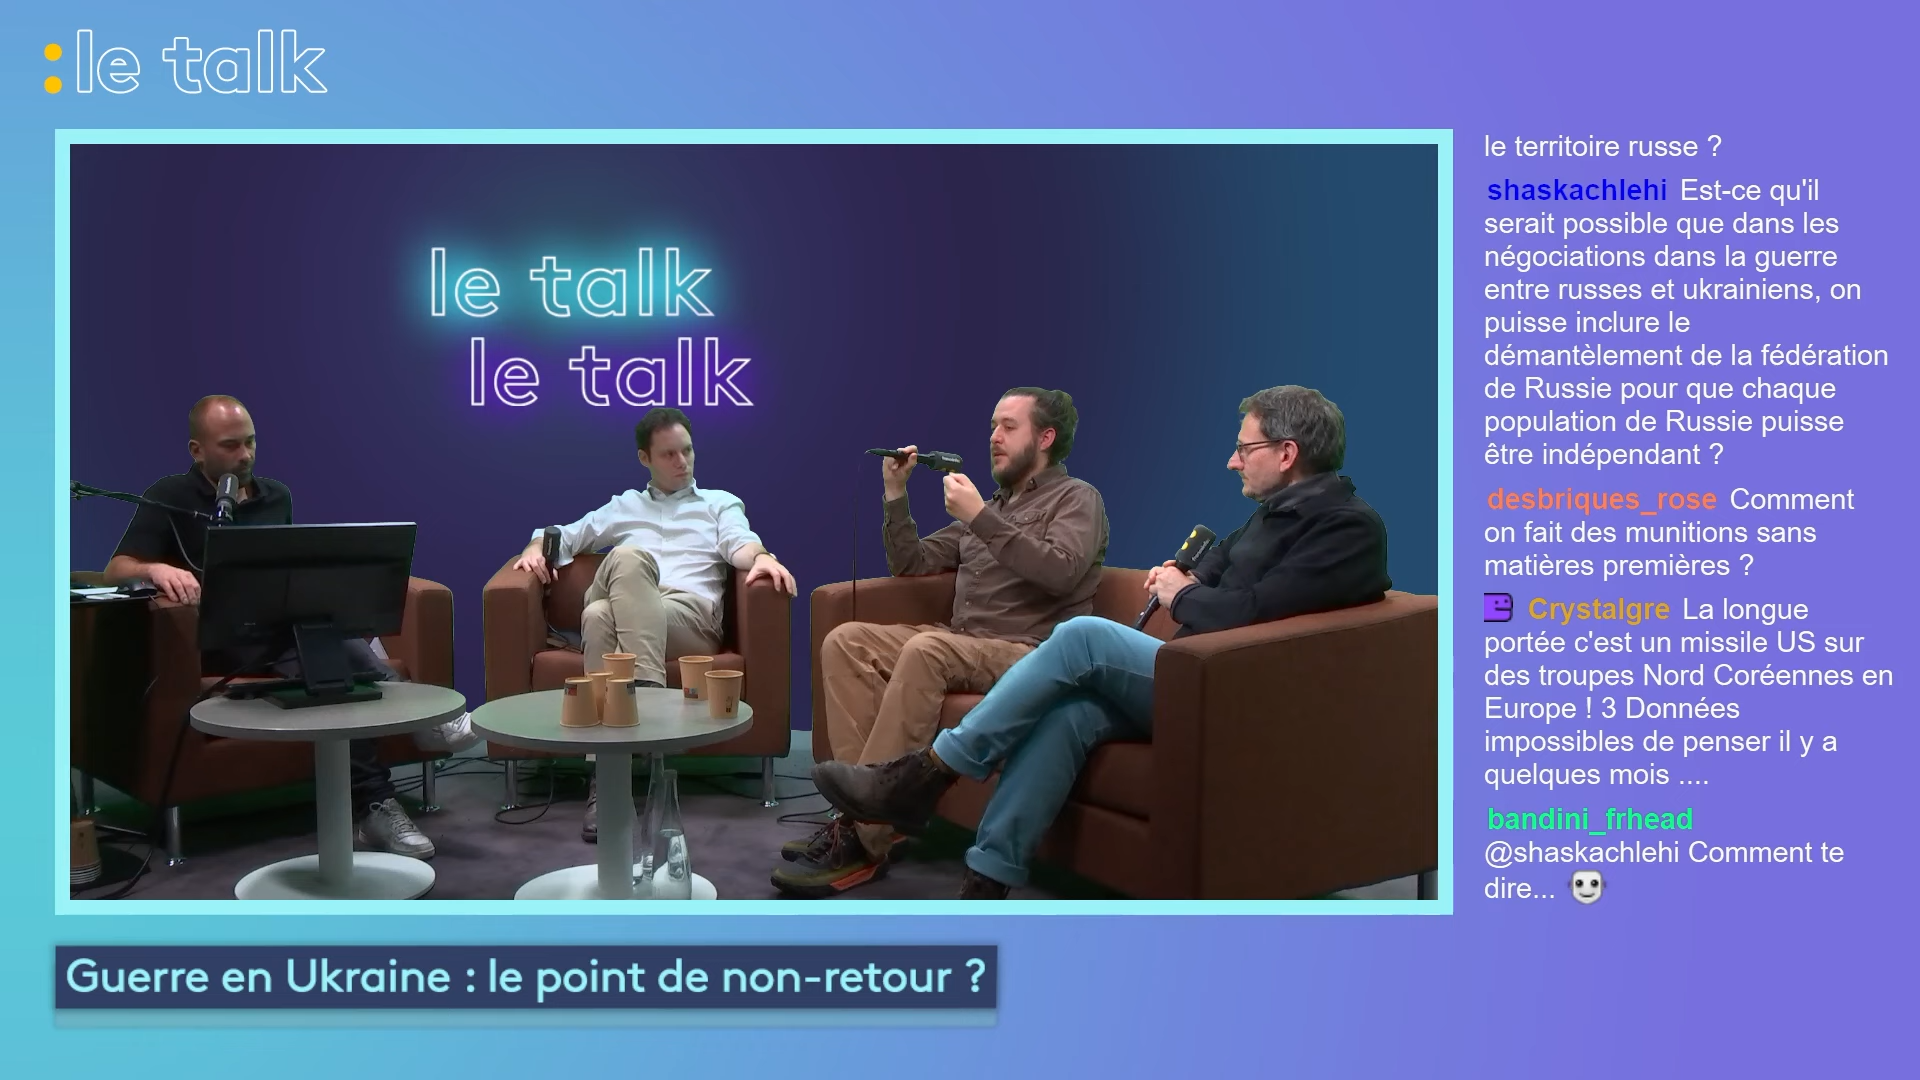 :le talk
le talk
le talk
le territoire russe ?
shaskachlehi Est-ce qu'il
serait possible que dans les
négociations dans la guerre
entre russes et ukrainiens, on
puisse inclure le
démantèlement de la fédération
de Russie pour que chaque
population de Russie puisse
être indépendant ?
desbriques_rose Comment
on fait des munitions sans
matières premières ?
Crystalgre La longue
portée c'est un missile US sur
des troupes Nord Coréennes en
Europe ! 3 Données
impossibles de penser il y a
quelques mois ....
bandini_frhead
@shaskachlehi Comment te
dire...
Guerre en Ukraine : le point de non-retour ?